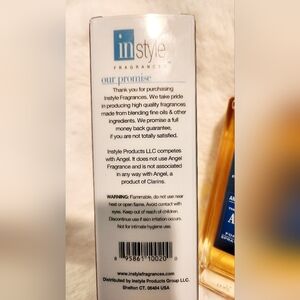 instyle
FRAGRANCES
our promise
Thank you for purchasing
Instyle Fragrances. We take pride
in producing high quality fragrances
made from blending fine oils & other
ingredients. We promise a full
money back guarantee,
if you are not totally satisfied.
Instyle Products LLC competes
with Angel. It does not use Angel
Fragrance and is not associated
in any way with Angel, a
product of Clarins.
WARNING: Flammable, do not use near
heat or open flame. Avoid contact with
eyes. Keep out of reach of children.
Discontinue use if skin irritation occurs.
Not for intimate hygiene use.
95861 10020
www.instylefragrances.com
Distributed by Instyle Products Group LLC.
Shelton CT. 06484 USA